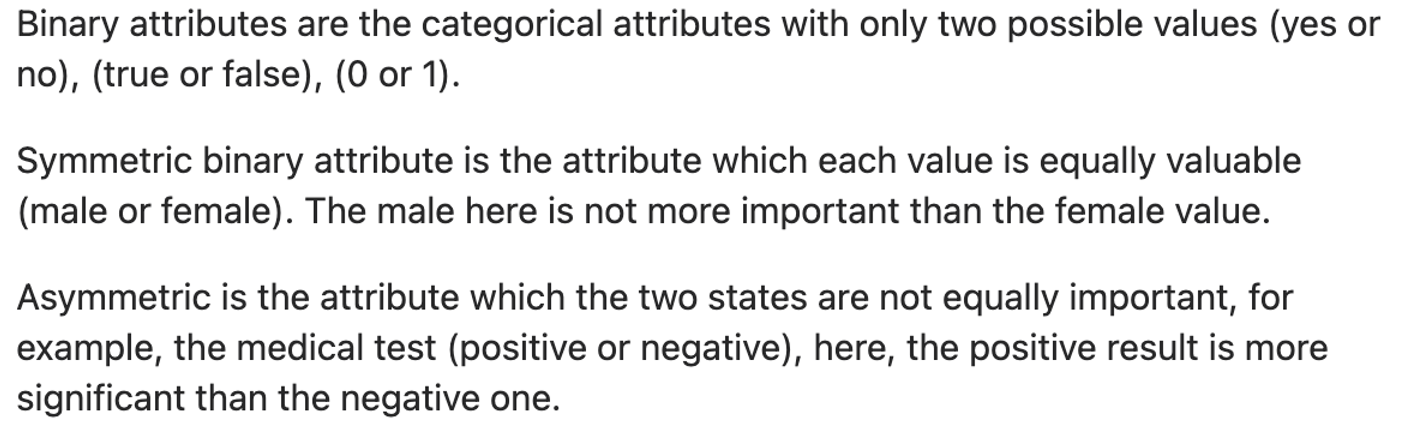 Binary attributes are the categorical attributes with only two possible values (yes or
no), (true or false), (0 or 1).
Symmetric binary attribute is the attribute which each value is equally valuable
(male or female). The male here is not more important than the female value.
Asymmetric is the attribute which the two states are not equally important, for
example, the medical test (positive or negative), here, the positive result is more
significant than the negative one.